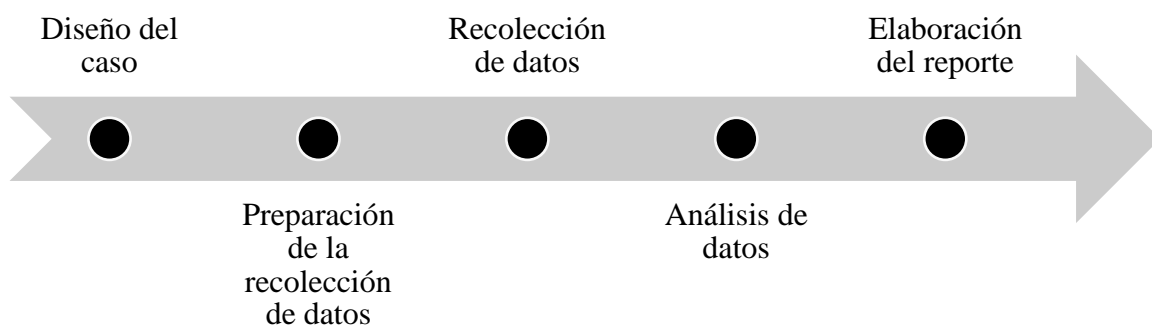 Diseño del
caso
Preparación
de la
recolección
de datos
Recolección
de datos
Análisis de
datos
Elaboración
del reporte